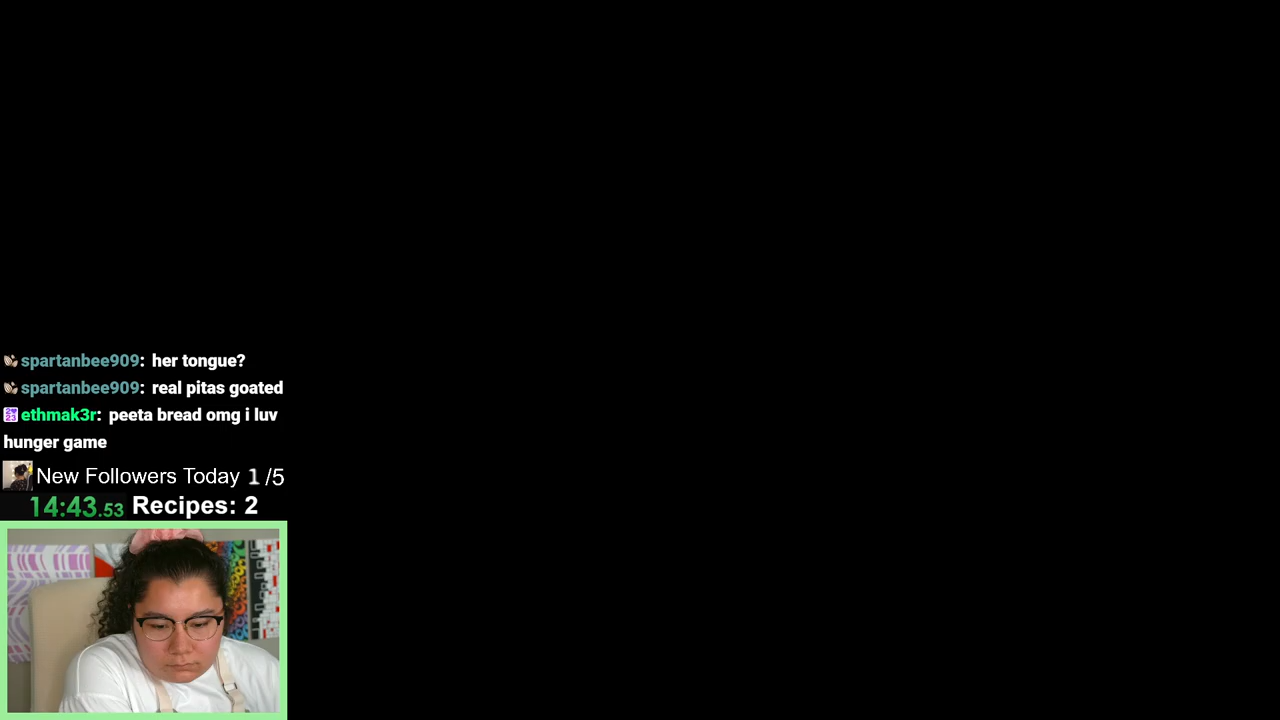 spartanbee909: her tongue?
spartanbee909: real pitas goated
ethmak3r: peeta bread omg i luv
hunger game
New Followers Today 1 /5
14:43.53 Recipes: 2